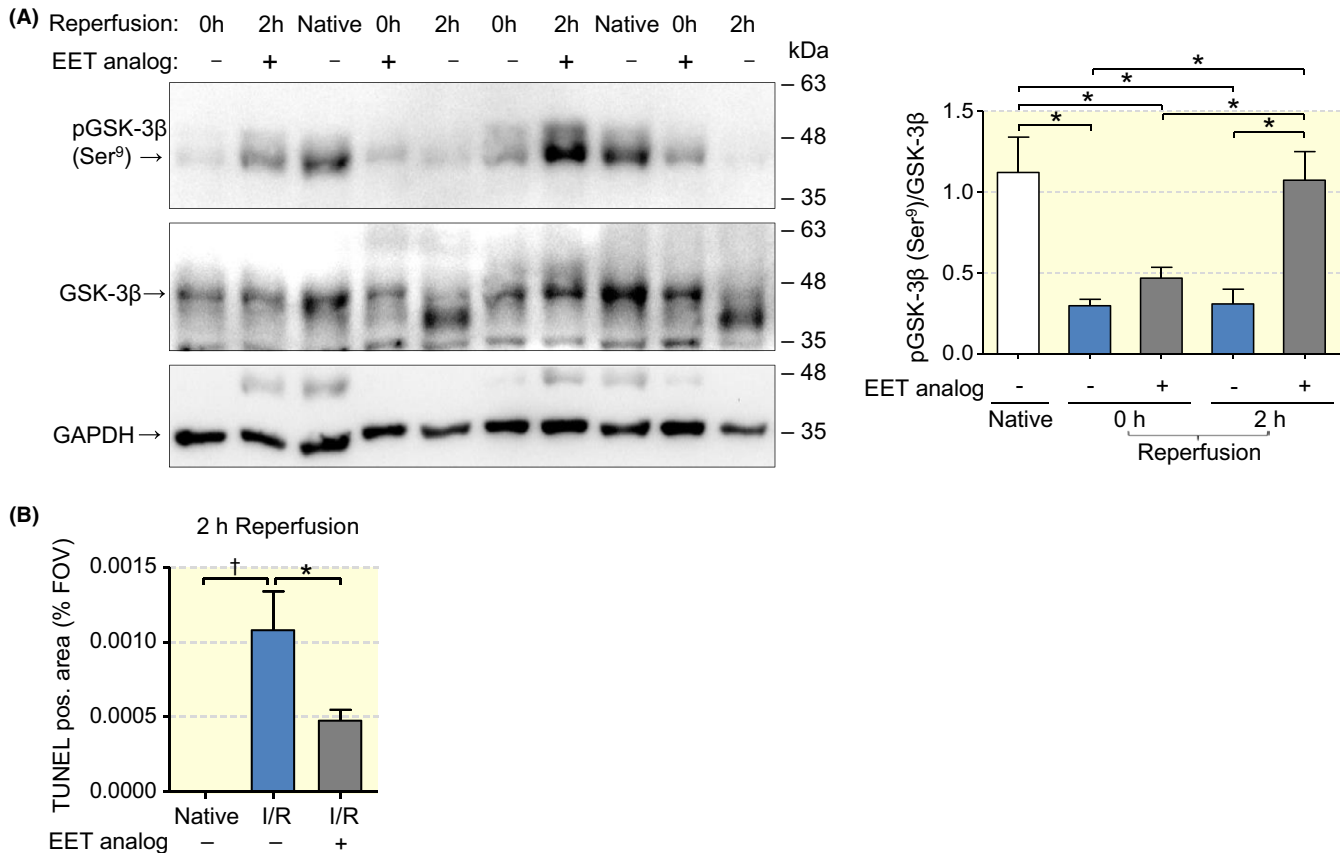 (A)
Reperfusion: 0h 2h Native 0h 2h 0h 2h Native 0h 2h
EET analog: – + – + – – + – + –
kDa
– 63
pGSK-3β
(Ser⁹) →
– 48
– 35
– 63
GSK-3β→
– 48
– 35
– 48
GAPDH→
– 35
* * * * * *
pGSK-3β (Ser⁹)/GSK-3β
1.5
1.0
0.5
0.0
EET analog - - + - +
Native 0 h 2 h
Reperfusion
(B)
2 h Reperfusion
TUNEL pos. area (% FOV)
0.0015
† *
0.0010
0.0005
0.0000
Native I/R I/R
EET analog – – +